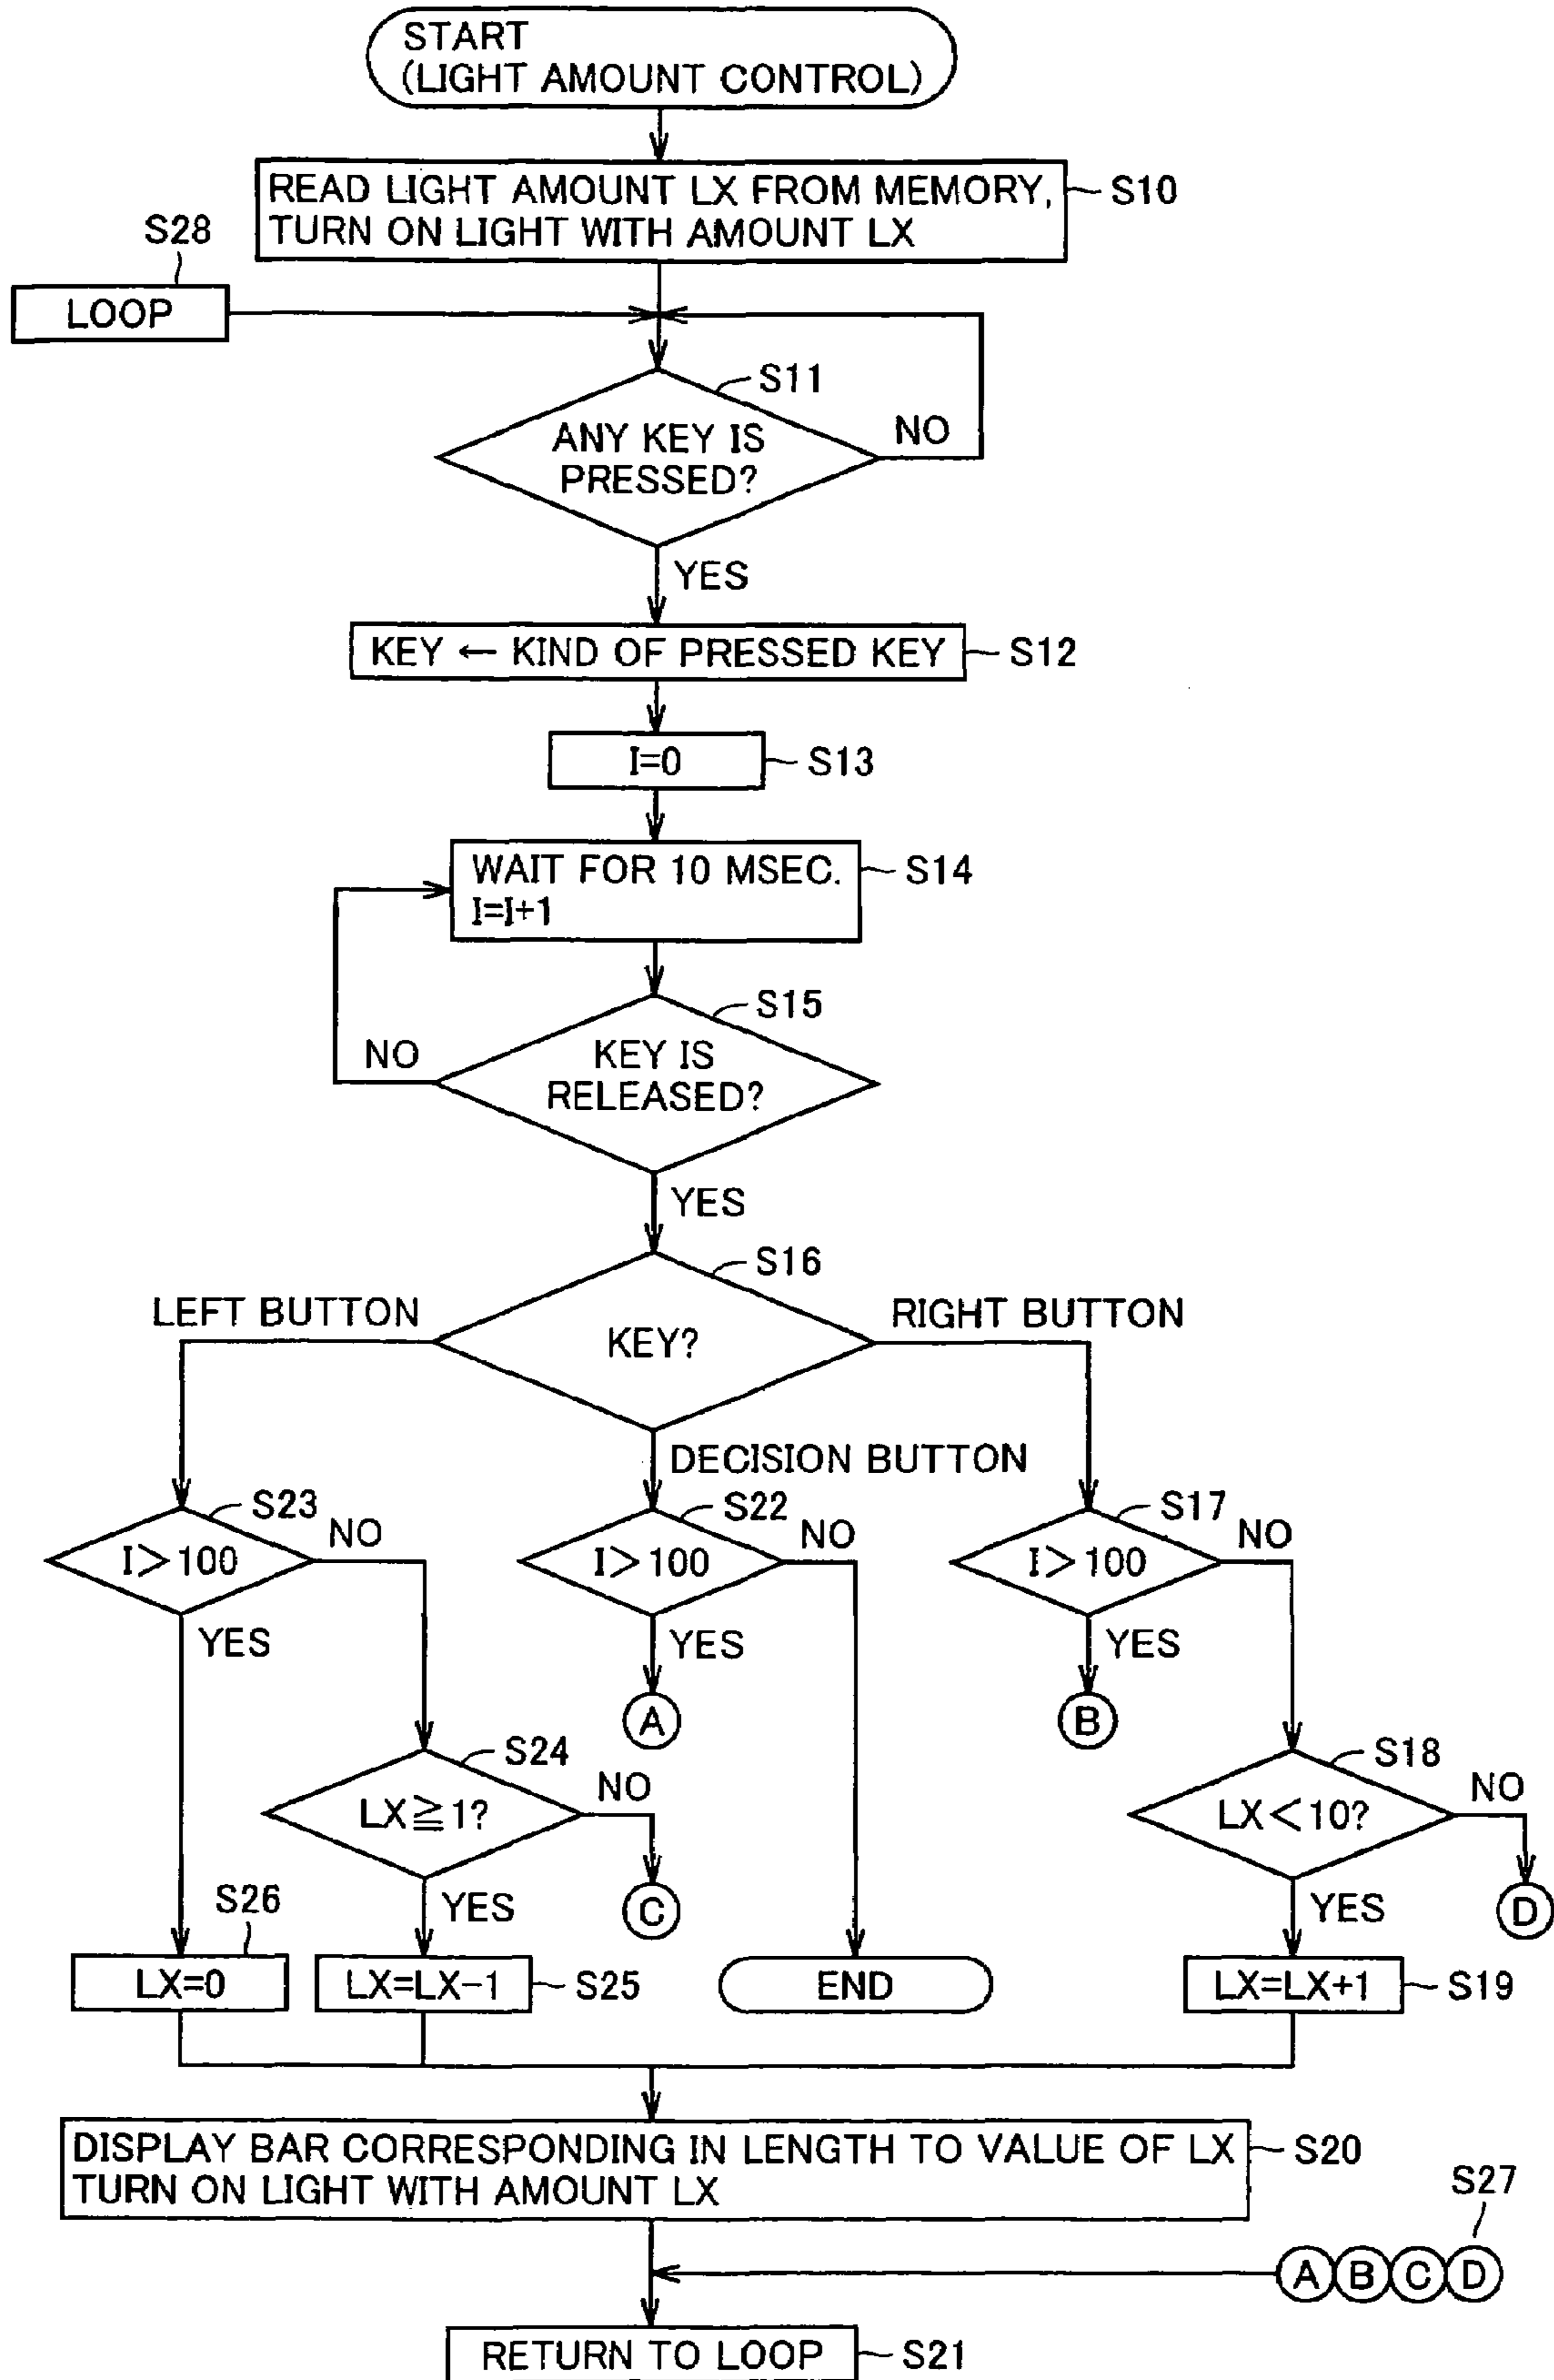 START
(LIGHT AMOUNT CONTROL)
READ LIGHT AMOUNT LX FROM MEMORY,
TURN ON LIGHT WITH AMOUNT LX
S10
S28
LOOP
S11
ANY KEY IS
PRESSED?
NO
YES
KEY ← KIND OF PRESSED KEY
S12
I=0
S13
WAIT FOR 10 MSEC.
I=I+1
S14
S15
KEY IS
RELEASED?
NO
YES
S16
KEY?
LEFT BUTTON
RIGHT BUTTON
DECISION BUTTON
S23
I>100
NO
YES
S22
I>100
NO
YES
A
S17
I>100
NO
YES
B
S24
LX≧1?
NO
YES
C
S18
LX<10?
NO
YES
D
S26
LX=0
LX=LX-1
S25
END
LX=LX+1
S19
DISPLAY BAR CORRESPONDING IN LENGTH TO VALUE OF LX
TURN ON LIGHT WITH AMOUNT LX
S20
S27
A B C D
RETURN TO LOOP
S21